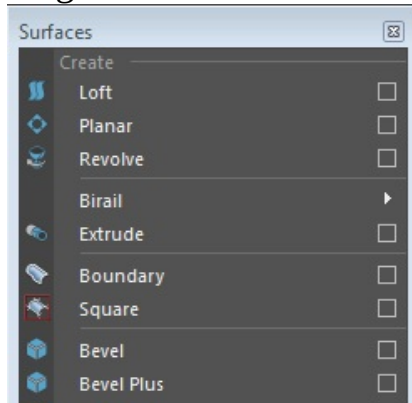 Surfaces
Create
Loft
Planar
Revolve
Birail
Extrude
Boundary
Square
Bevel
Bevel Plus